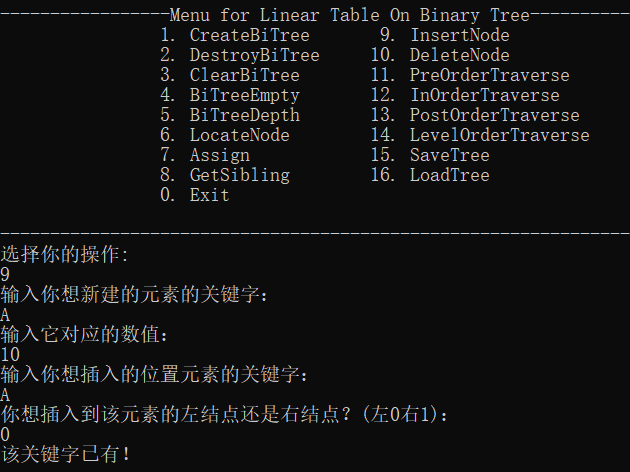 -----------------Menu for Linear Table On Binary Tree----------
1. CreateBiTree 9. InsertNode
2. DestroyBiTree 10. DeleteNode
3. ClearBiTree 11. PreOrderTraverse
4. BiTreeEmpty 12. InOrderTraverse
5. BiTreeDepth 13. PostOrderTraverse
6. LocateNode 14. LevelOrderTraverse
7. Assign 15. SaveTree
8. GetSibling 16. LoadTree
0. Exit
---------------------------------------------------------------
选择你的操作:
9
输入你想新建的元素的关键字:
A
输入它对应的数值:
10
输入你想插入的位置元素的关键字:
A
你想插入到该元素的左结点还是右结点? (左0右1):
0
该关键字已有!